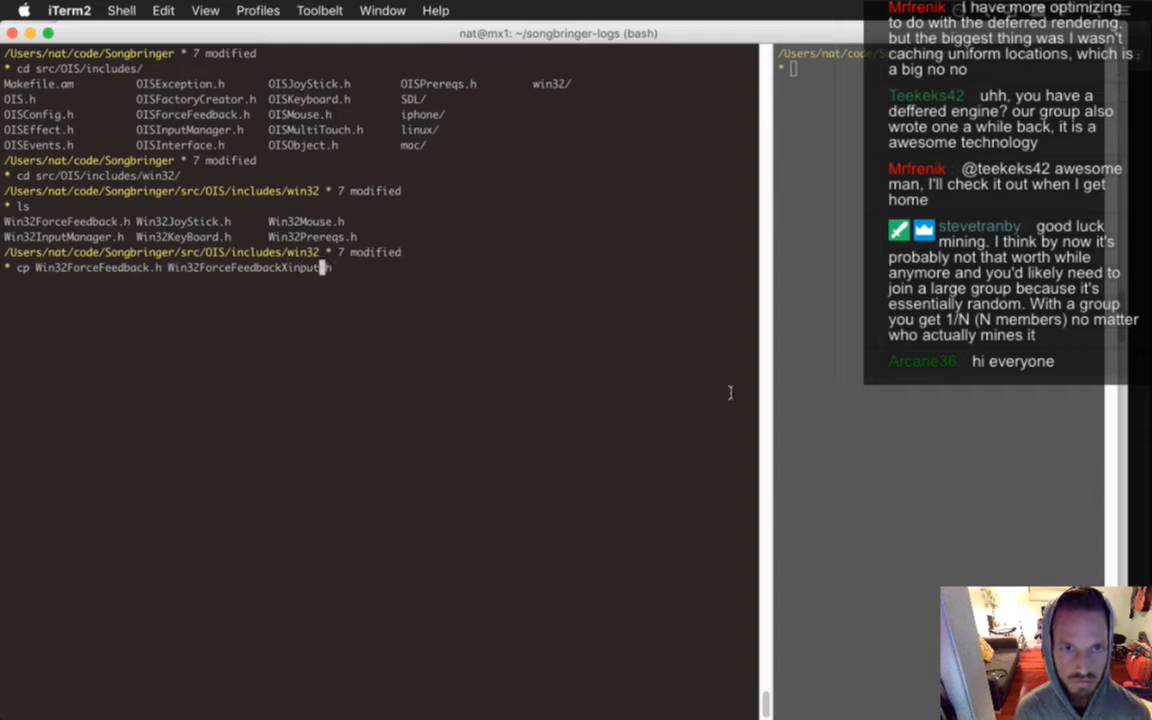 iTerm2 Shell Edit View Profiles Toolbelt Window Help
nat@mx1: ~/songbringer-logs (bash)
/Users/nat/code/Songbringer * 7 modified
* cd src/OIS/includes/
Makefile.am OISException.h OISJoyStick.h OISPrereqs.h win32/
OIS.h OISFactoryCreator.h OISKeyboard.h SDL/
OISConfig.h OISForceFeedback.h OISMouse.h iphone/
OISEffect.h OISInputManager.h OISMultiTouch.h linux/
OISEvents.h OISInterface.h OISObject.h mac/
/Users/nat/code/Songbringer * 7 modified
* cd src/OIS/includes/win32/
/Users/nat/code/Songbringer/src/OIS/includes/win32 * 7 modified
* ls
Win32ForceFeedback.h Win32JoyStick.h Win32Mouse.h
Win32InputManager.h Win32KeyBoard.h Win32Prereqs.h
/Users/nat/code/Songbringer/src/OIS/includes/win32 * 7 modified
* cp Win32ForceFeedback.h Win32ForceFeedbackXinput.h
/Users/nat/code/
*
Mrfrenik I have more optimizing
to do with the deferred rendering,
but the biggest thing was I wasn't
caching uniform locations, which is
a big no no
Teekeks42 uhh, you have a
deffered engine? our group also
wrote one a while back, it is a
awesome technology
Mrfrenik @teekeks42 awesome
man, I'll check it out when I get
home
stevetranby good luck
mining. I think by now it's
probably not that worth while
anymore and you'd likely need to
join a large group because it's
essentially random. With a group
you get 1/N (N members) no matter
who actually mines it
Arcane36 hi everyone